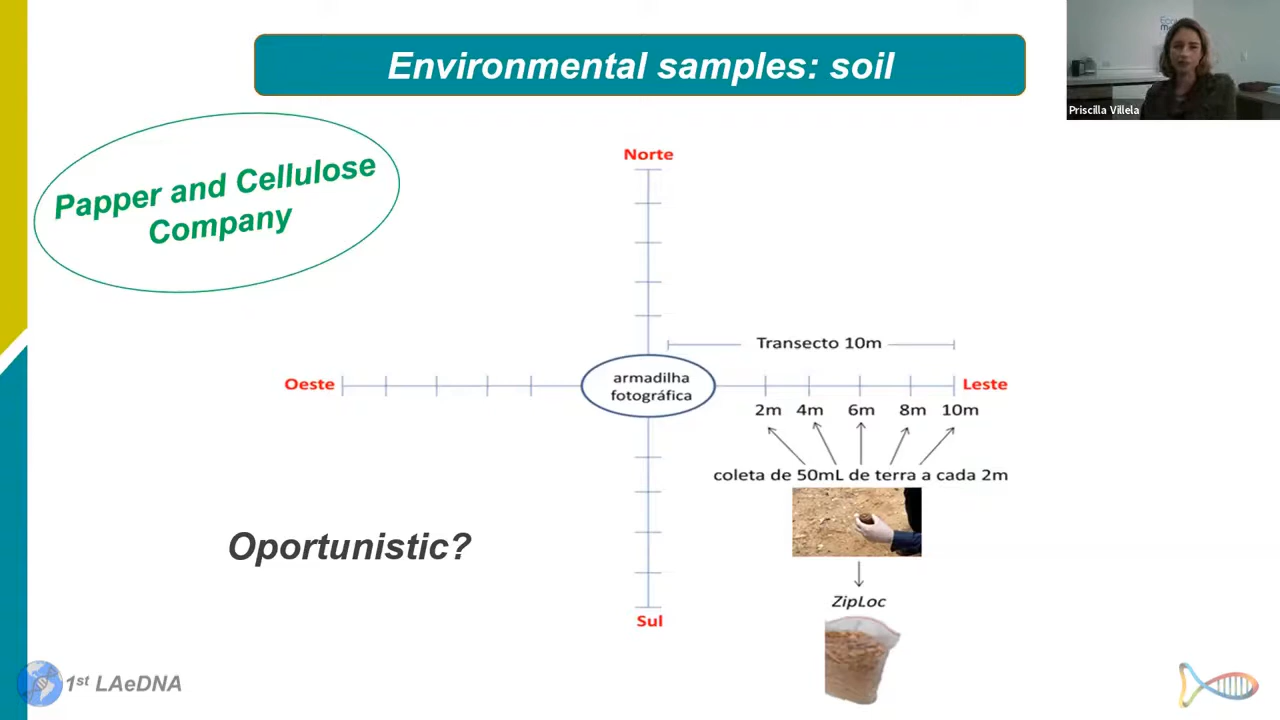 Environmental samples: soil
Priscilla Villela
Papper and Cellulose
Company
Norte
Transecto 10m
Oeste
armadilha
fotográfica
Leste
2m 4m 6m 8m 10m
coleta de 50mL de terra a cada 2m
Oportunistic?
ZipLoc
Sul
1st LAeDNA